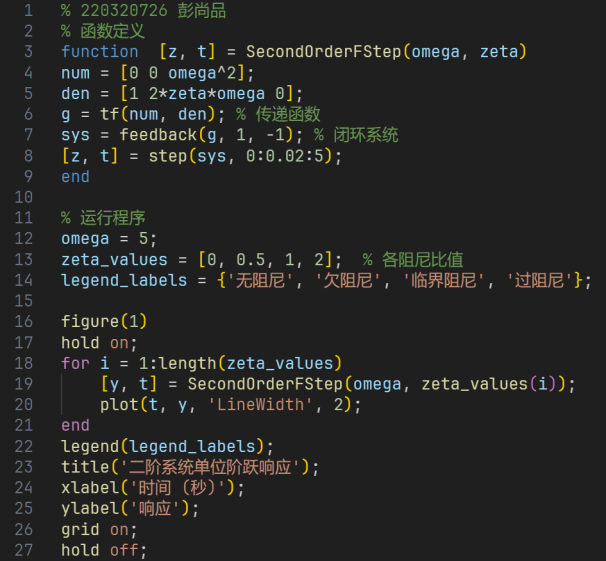 1 % 220320726 彭尚品
2 % 函数定义
3 function  [z, t] = SecondOrderFStep(omega, zeta)
4 num = [0 0 omega^2];
5 den = [1 2*zeta*omega 0];
6 g = tf(num, den); % 传递函数
7 sys = feedback(g, 1, -1); % 闭环系统
8 [z, t] = step(sys, 0:0.02:5);
9 end
10
11 % 运行程序
12 omega = 5;
13 zeta_values = [0, 0.5, 1, 2];  % 各阻尼比值
14 legend_labels = {'无阻尼', '欠阻尼', '临界阻尼', '过阻尼'};
15
16 figure(1)
17 hold on;
18 for i = 1:length(zeta_values)
19     [y, t] = SecondOrderFStep(omega, zeta_values(i));
20     plot(t, y, 'LineWidth', 2);
21 end
22 legend(legend_labels);
23 title('二阶系统单位阶跃响应');
24 xlabel('时间 (秒)');
25 ylabel('响应');
26 grid on;
27 hold off;